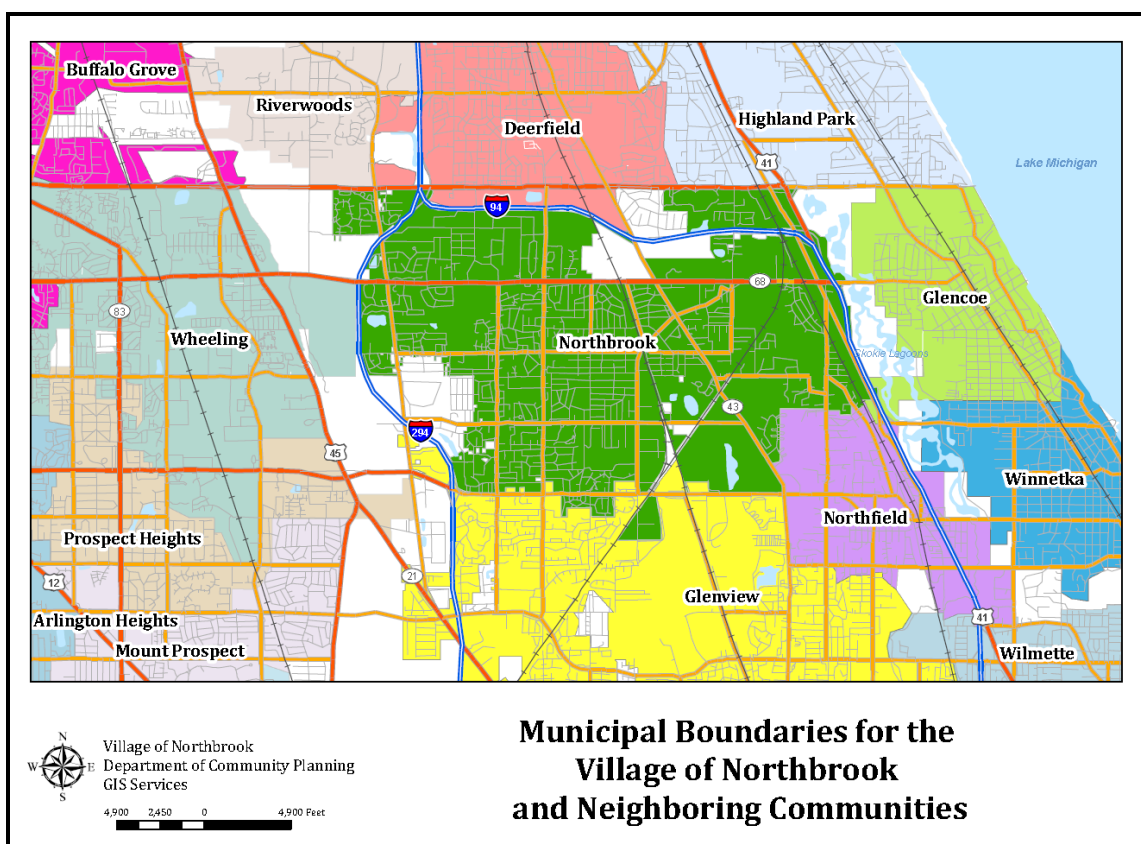 Buffalo Grove
Riverwoods
Deerfield
Highland Park
41
Lake Michigan
94
68
83
Wheeling
Northbrook
Glencoe
Skokie Lagoons
43
294
45
Winnetka
Northfield
Prospect Heights
12
21
Glenview
Arlington Heights
41
Mount Prospect
Wilmette
N
W
E
S
Village of Northbrook
Department of Community Planning
GIS Services
4,900 2,450 0 4,900 Feet
Municipal Boundaries for the
Village of Northbrook
and Neighboring Communities